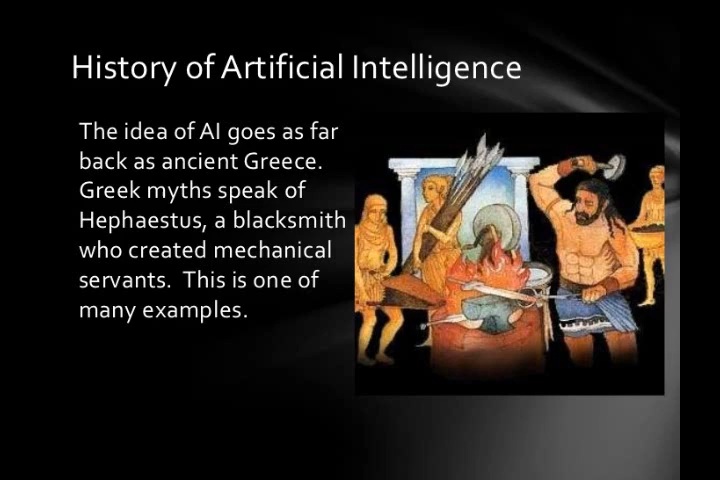 History of Artificial Intelligence
The idea of AI goes as far
back as ancient Greece.
Greek myths speak of
Hephaestus, a blacksmith
who created mechanical
servants.  This is one of
many examples.